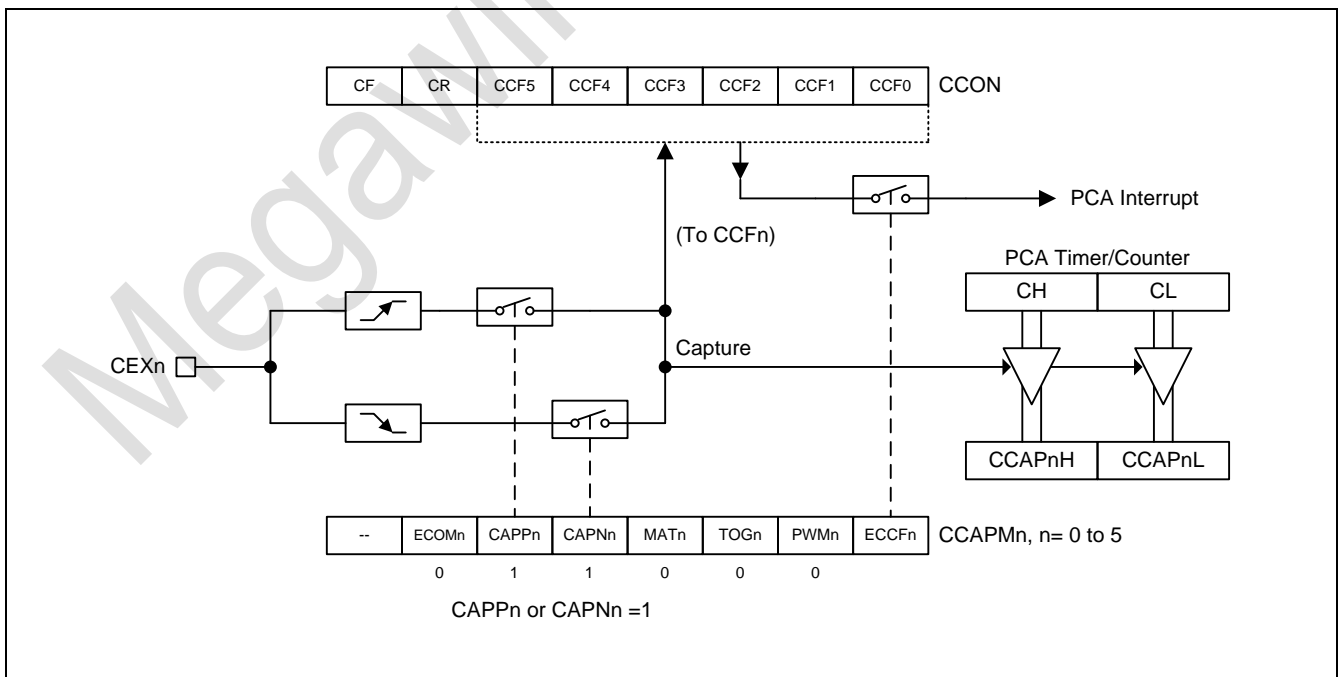 CF CR CCF5 CCF4 CCF3 CCF2 CCF1 CCF0 CCON
PCA Interrupt
(To CCFn)
PCA Timer/Counter
CH CL
Capture
CEXn
CCAPnH CCAPnL
-- ECOMn CAPPn CAPNn MATn TOGn PWMn ECCFn CCAPMn, n= 0 to 5
0 1 1 0 0 0
CAPPn or CAPNn =1